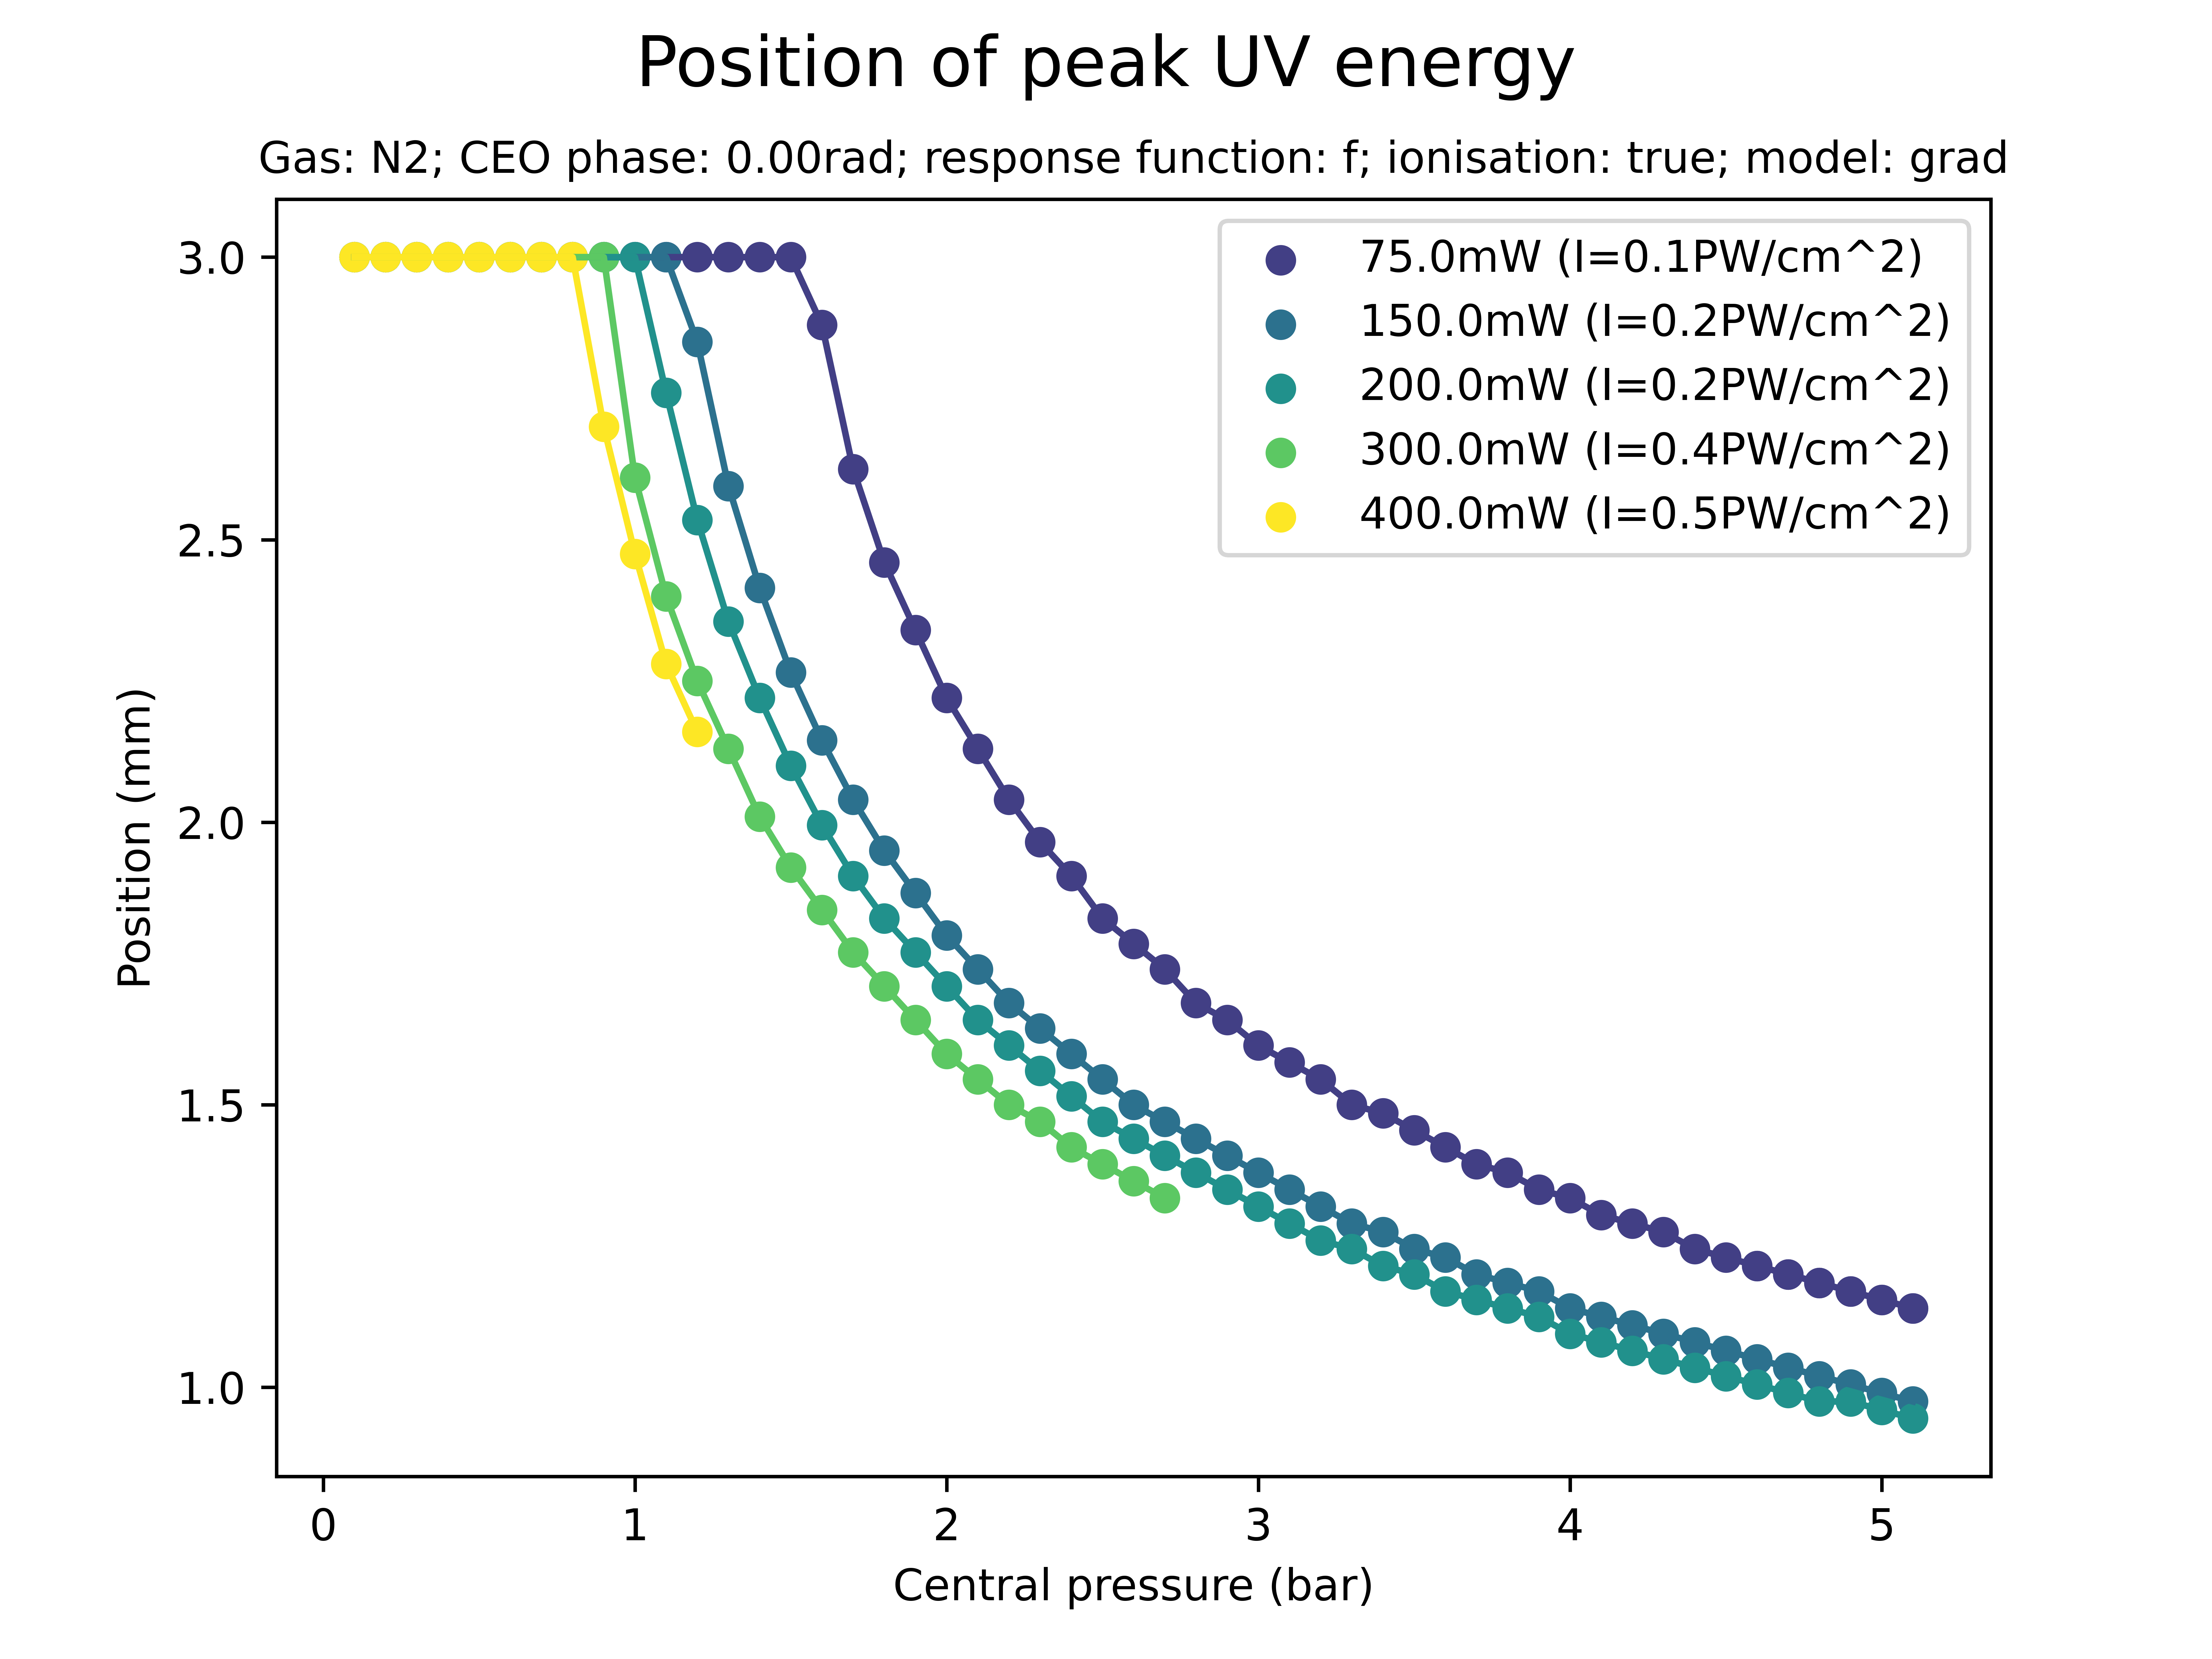 Position of peak UV energy
Gas: N2; CEO phase: 0.00rad; response function: f; ionisation: true; model: grad
75.0mW (I=0.1PW/cm^2)
150.0mW (I=0.2PW/cm^2)
200.0mW (I=0.2PW/cm^2)
300.0mW (I=0.4PW/cm^2)
400.0mW (I=0.5PW/cm^2)
3.0
2.5
2.0
1.5
1.0
Position (mm)
0 1 2 3 4 5
Central pressure (bar)